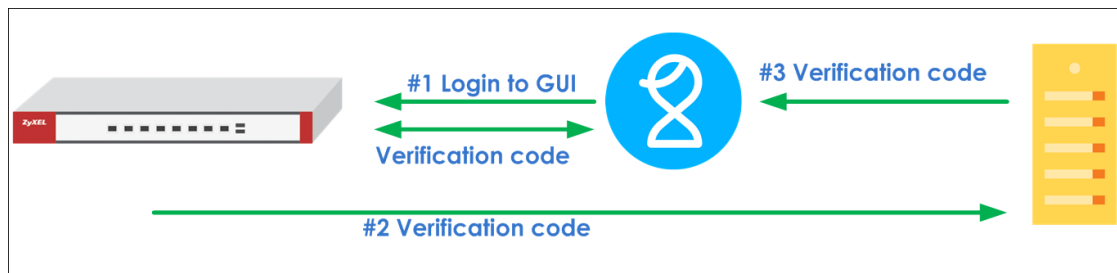 #1 Login to GUI
#3 Verification code
ZyXEL
Verification code
#2 Verification code